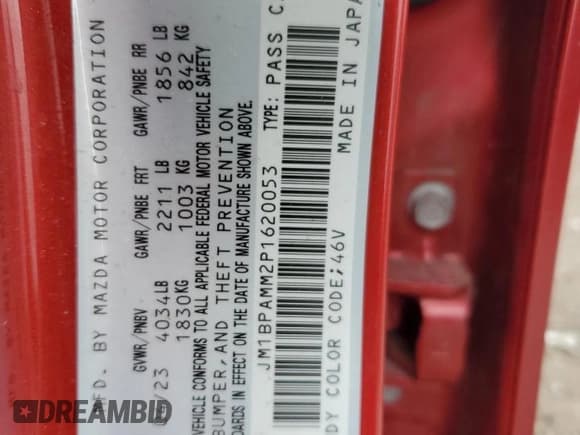 MFD. BY MAZDA MOTOR CORPORATION
GVWR/PNBV GAWR/PNBE FRT GAWR/PNBE RR
/23 4034LB 2211 LB 1856 LB
1830KG 1003 KG 842 KG
VEHICLE CONFORMS TO ALL APPLICABLE FEDERAL MOTOR VEHICLE SAFETY
BUMPER, AND THEFT PREVENTION
ARDS IN EFFECT ON THE DATE OF MANUFACTURE SHOWN ABOVE.
JM1BPAMM2P1620053 TYPE: PASS C
DY COLOR CODE;46V MADE IN JAPA
DREAMBID